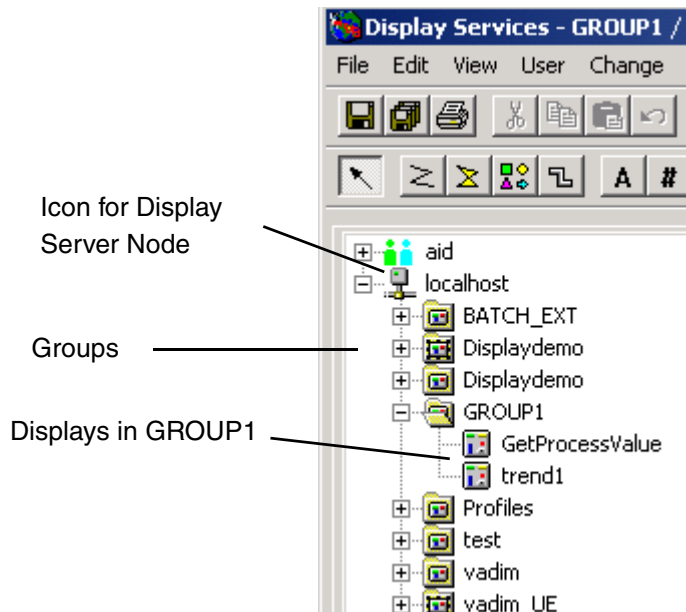 Display Services - GROUP1 /
File Edit View User Change
A #
Icon for Display
Server Node
aid
localhost
BATCH_EXT
Groups
Displaydemo
Displaydemo
GROUP1
Displays in GROUP1
GetProcessValue
trend1
Profiles
test
vadim
vadim_UE